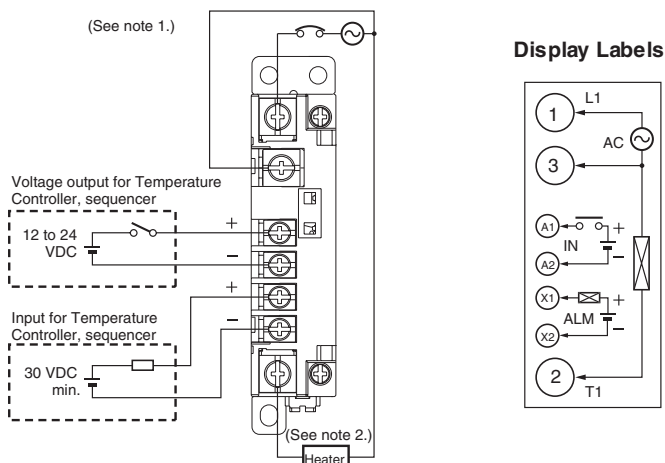 (See note 1.)
Voltage output for Temperature
Controller, sequencer
12 to 24
VDC
+
−
Input for Temperature
Controller, sequencer
30 VDC
min.
+
−
(See note 2.)
Heater
Display Labels
1
L1
AC
3
A1
+
IN
−
A2
X1
+
ALM
−
X2
2
T1